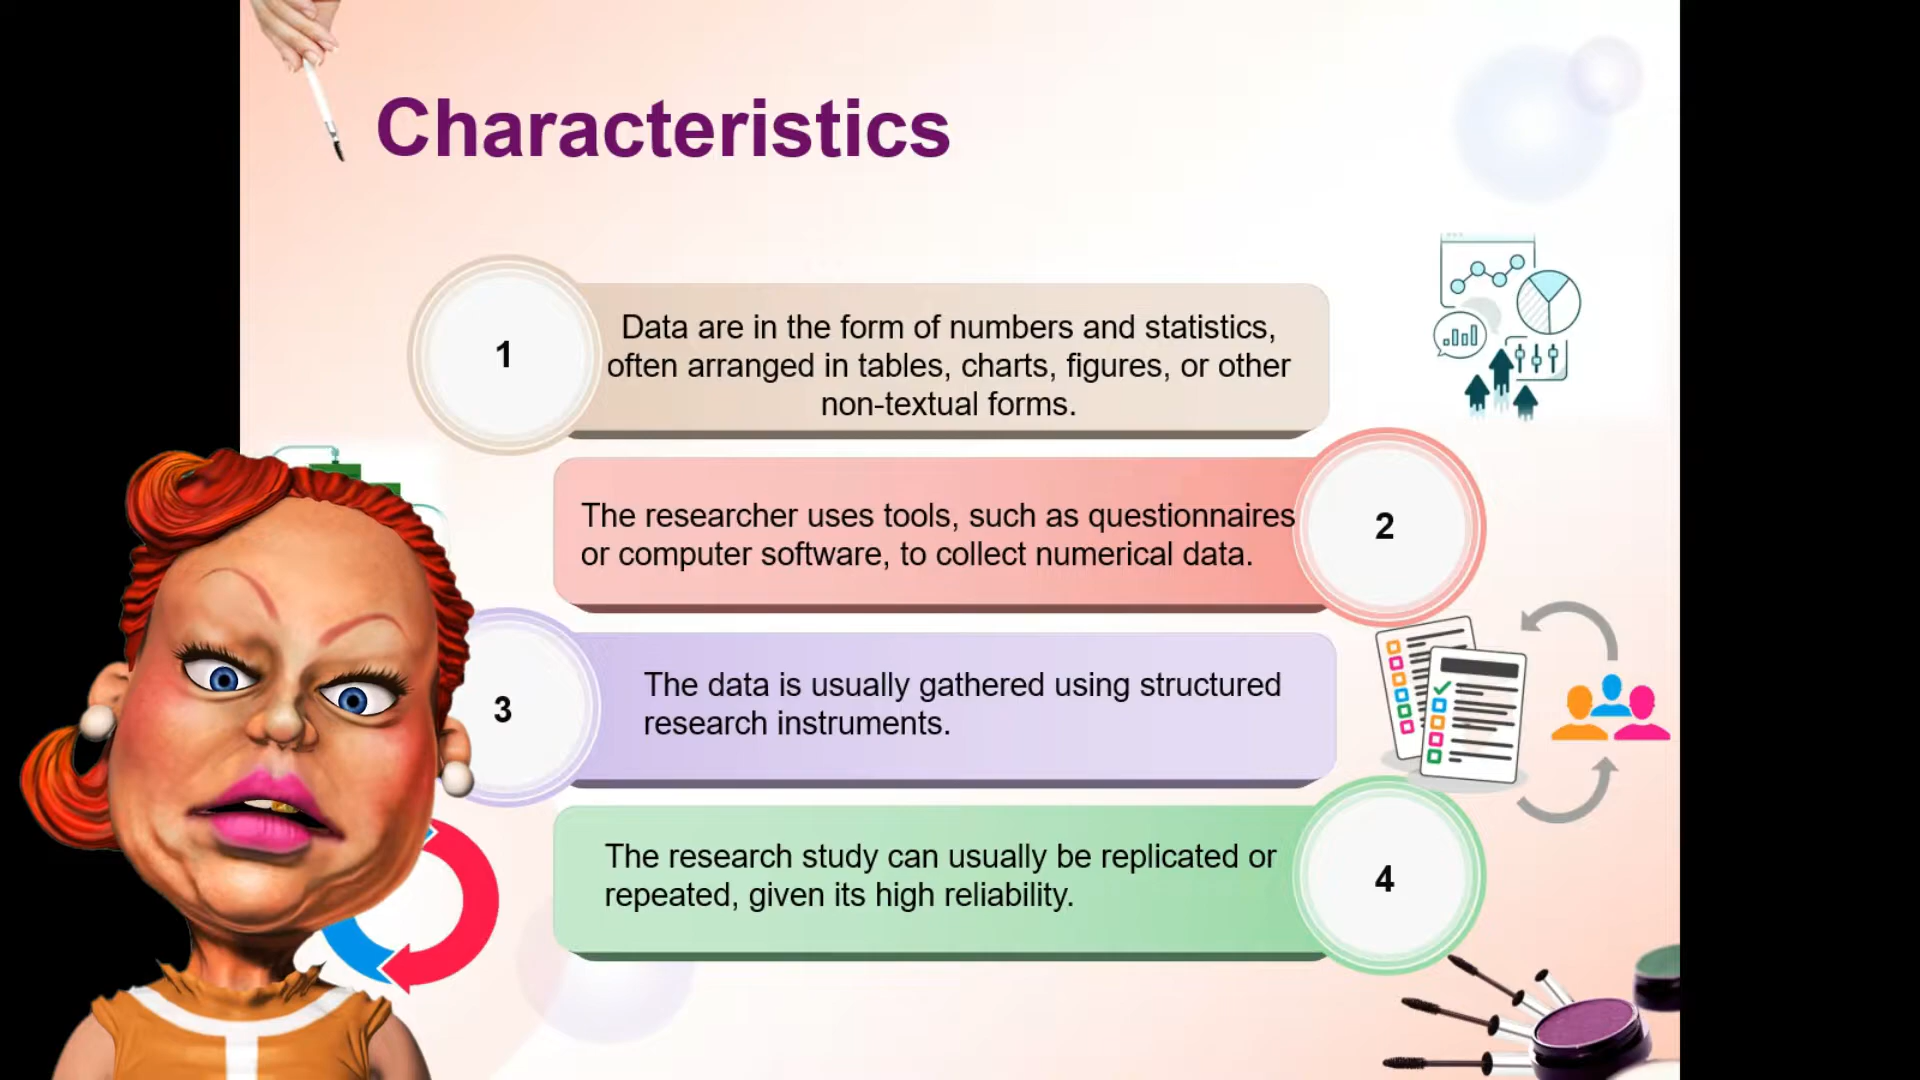 Characteristics
1
Data are in the form of numbers and statistics,
often arranged in tables, charts, figures, or other
non-textual forms.
The researcher uses tools, such as questionnaires
or computer software, to collect numerical data.
2
3
The data is usually gathered using structured
research instruments.
The research study can usually be replicated or
repeated, given its high reliability.
4